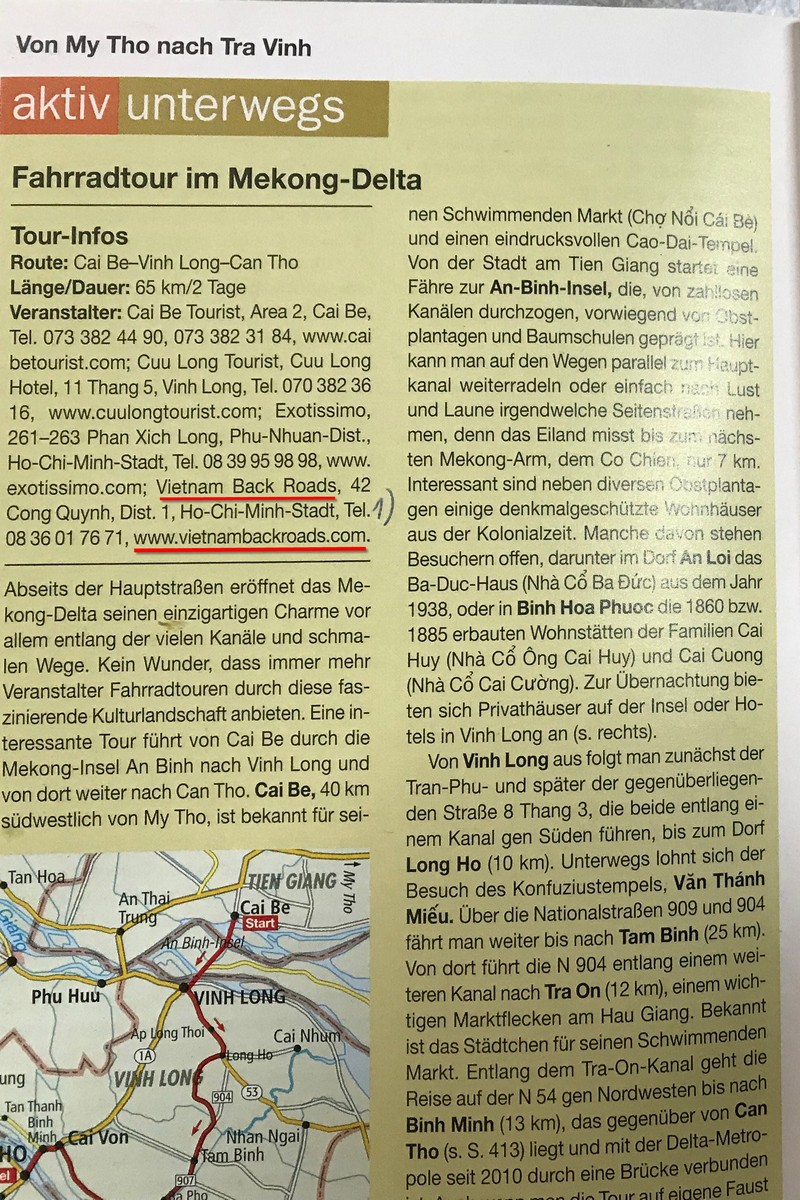 Von My Tho nach Tra Vinh
aktiv unterwegs
Fahrradtour im Mekong-Delta
Tour-Infos
Route: Cai Be–Vinh Long–Can Tho
Länge/Dauer: 65 km/2 Tage
Veranstalter: Cai Be Tourist, Area 2, Cai Be,
Tel. 073 382 44 90, 073 382 31 84, www.cai
betourist.com; Cuu Long Tourist, Cuu Long
Hotel, 11 Thang 5, Vinh Long, Tel. 070 382 36
16, www.cuulongtourist.com; Exotissimo,
261–263 Phan Xich Long, Phu-Nhuan-Dist.,
Ho-Chi-Minh-Stadt, Tel. 08 39 95 98 98, www.
exotissimo.com; Vietnam Back Roads, 42
Cong Quynh, Dist. 1, Ho-Chi-Minh-Stadt, Tel.
08 36 01 76 71, www.vietnambackroads.com.
1)
Abseits der Hauptstraßen eröffnet das Me-
kong-Delta seinen einzigartigen Charme vor
allem entlang der vielen Kanäle und schma-
len Wege. Kein Wunder, dass immer mehr
Veranstalter Fahrradtouren durch diese fas-
zinierende Kulturlandschaft anbieten. Eine in-
teressante Tour führt von Cai Be durch die
Mekong-Insel An Binh nach Vinh Long und
von dort weiter nach Can Tho. Cai Be, 40 km
südwestlich von My Tho, ist bekannt für sei-
nen Schwimmenden Markt (Chợ Nổi Cái Bè)
und einen eindrucksvollen Cao-Dai-Tempel.
Von der Stadt am Tien Giang startet eine
Fähre zur An-Binh-Insel, die, von zahllosen
Kanälen durchzogen, vorwiegend von Obst-
plantagen und Baumschulen geprägt ist. Hier
kann man auf den Wegen parallel zum Haupt-
kanal weiterradeln oder einfach nach Lust
und Laune irgendwelche Seitenstraßen neh-
men, denn das Eiland misst bis zum nächs-
ten Mekong-Arm, dem Co Chien, nur 7 km.
Interessant sind neben diversen Obstplanta-
gen einige denkmalgeschützte Wohnhäuser
aus der Kolonialzeit. Manche davon stehen
Besuchern offen, darunter im Dorf An Loi das
Ba-Duc-Haus (Nhà Cổ Ba Đức) aus dem Jahr
1938, oder in Binh Hoa Phuoc die 1860 bzw.
1885 erbauten Wohnstätten der Familien Cai
Huy (Nhà Cổ Ông Cai Huy) und Cai Cuong
(Nhà Cổ Cai Cường). Zur Übernachtung bie-
ten sich Privathäuser auf der Insel oder Ho-
tels in Vinh Long an (s. rechts).
Von Vinh Long aus folgt man zunächst der
Tran-Phu- und später der gegenüberliegen-
den Straße 8 Thang 3, die beide entlang ei-
nem Kanal gen Süden führen, bis zum Dorf
Long Ho (10 km). Unterwegs lohnt sich der
Besuch des Konfuziustempels, Văn Thánh
Miếu. Über die Nationalstraßen 909 und 904
fährt man weiter bis nach Tam Binh (25 km).
Von dort führt die N 904 entlang einem wei-
teren Kanal nach Tra On (12 km), einem wich-
tigen Marktflecken am Hau Giang. Bekannt
ist das Städtchen für seinen Schwimmenden
Markt. Entlang dem Tra-On-Kanal geht die
Reise auf der N 54 gen Nordwesten bis nach
Binh Minh (13 km), das gegenüber von Can
Tho (s. S. 413) liegt und mit der Delta-Metro-
pole seit 2010 durch eine Brücke verbunden
man die Tour auf eigene Faust
Tan Hoa
TIEN GIANG
My Tho
An Thai
Trung
Cai Be
Start
Giang
An Binh-Insel
Phu Huu
VINH LONG
Ap Long Thoi
Cai Nhum
1A
Long Ho
ung
VINH LONG
904
53
Tan Thanh
Binh
Minh
Cai Von
Nhan Ngai
HO
Tam Binh
el
907
Ba Pho